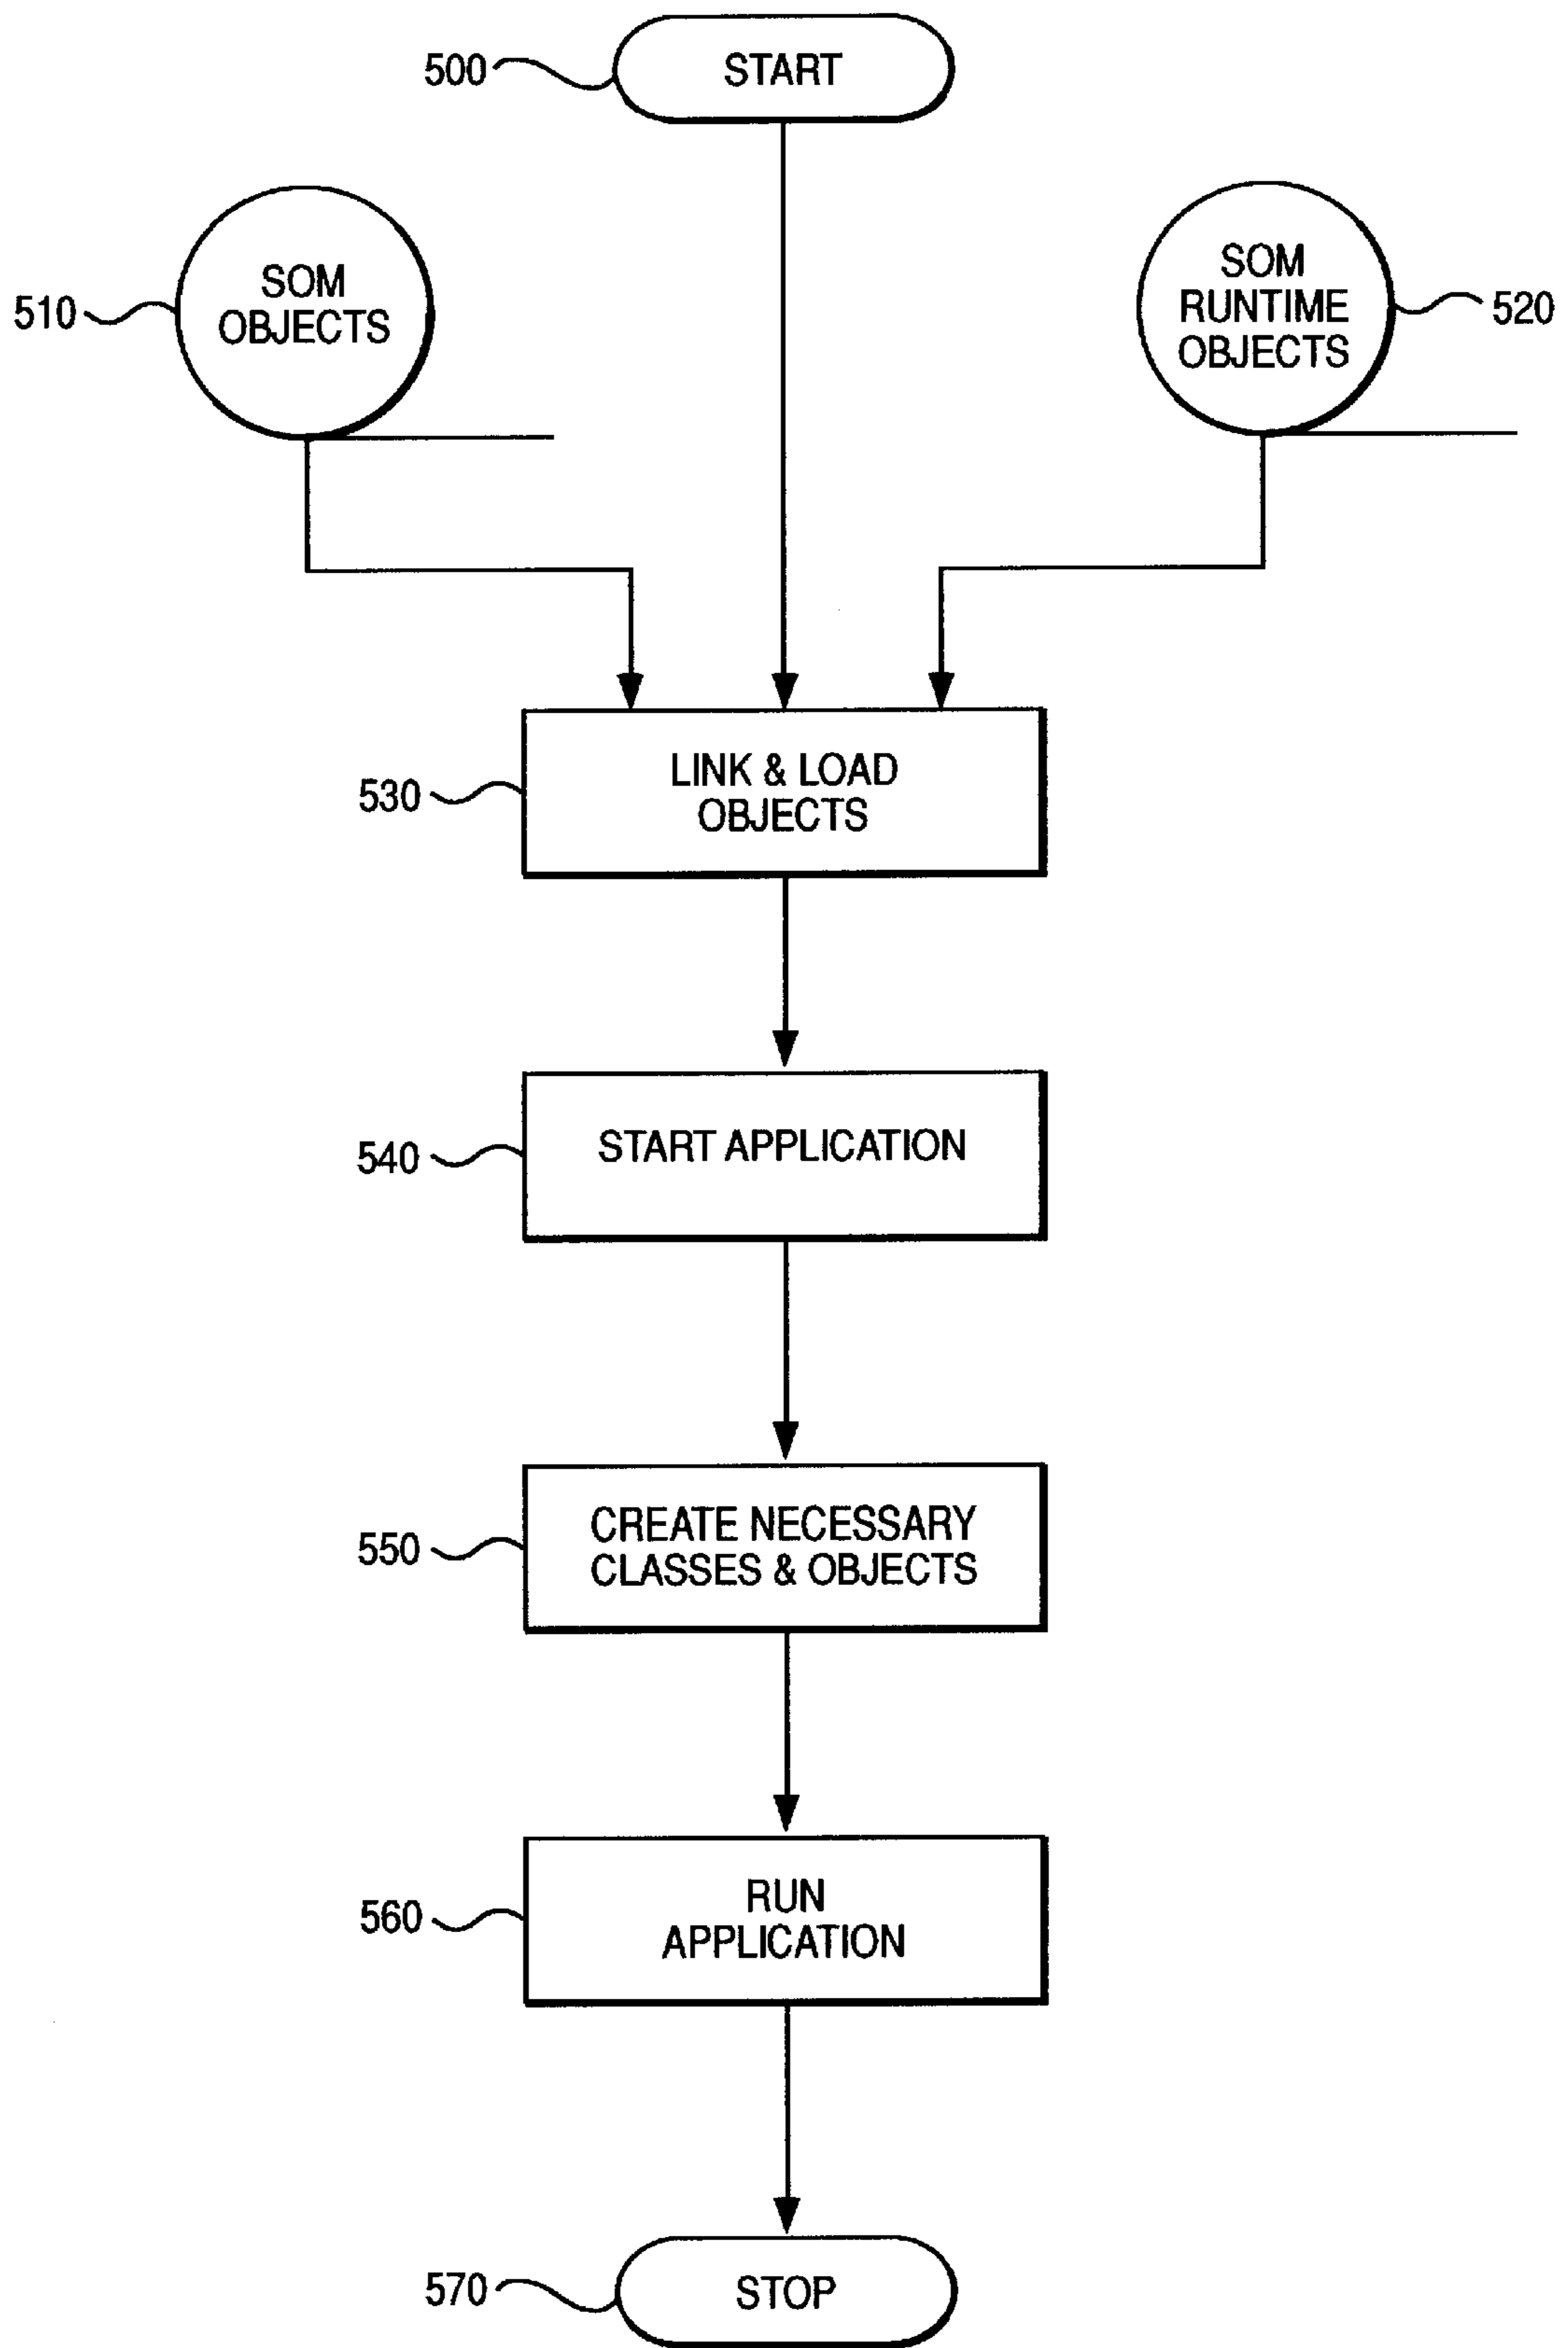 500
START
SOM
OBJECTS
510
SOM
RUNTIME
OBJECTS
520
LINK & LOAD
OBJECTS
530
START APPLICATION
540
CREATE NECESSARY
CLASSES & OBJECTS
550
RUN
APPLICATION
560
570
STOP